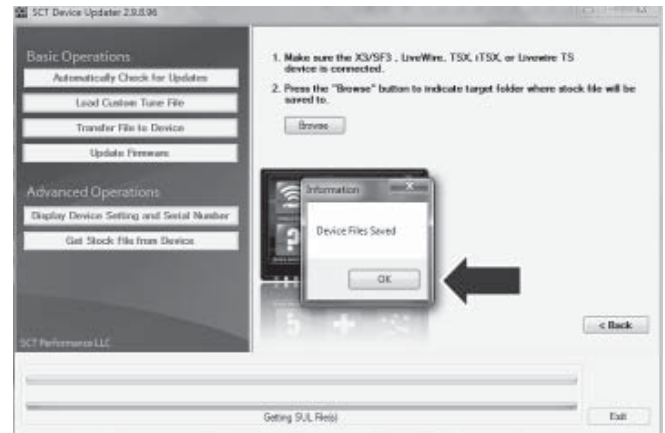 SCT Device Updater 2.9.8.96
Basic Operations
Automatically Check for Updates
Load Custom Tune File
Transfer File to Device
Update Firmware
Advanced Operations
Display Device Setting and Serial Number
Get Stock File from Device
SCT Performance LLC
1. Make sure the X3/SF3 , LiveWire, TSX, iTSX, or Livewire TS
device is connected.
2. Press the "Browse" button to indicate target folder where stock file will be
saved to.
Browse
Information
Device Files Saved
OK
< Back
Getting SUL File(s)
Exit